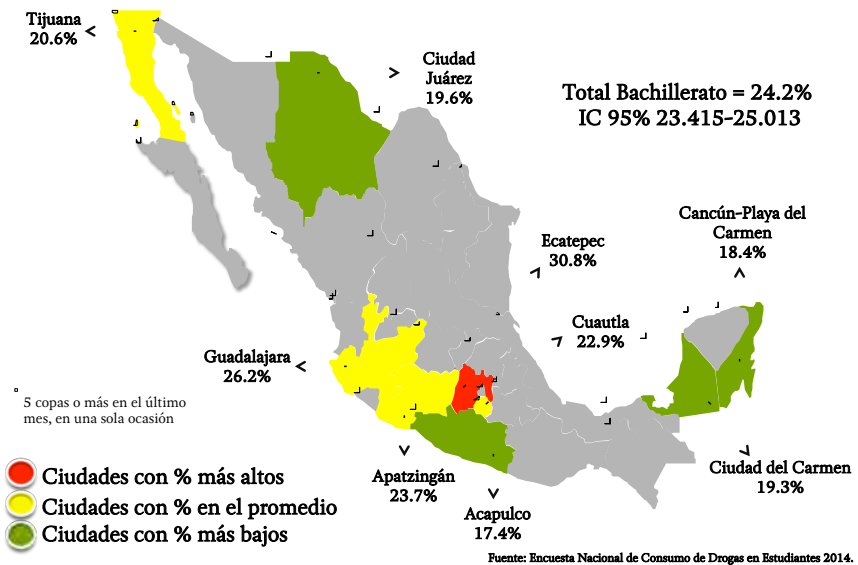 Tijuana
20.6%
Ciudad
Juárez
19.6%
Total Bachillerato = 24.2%
IC 95% 23.415-25.013
Cancún-Playa del
Carmen
18.4%
Ecatepec
30.8%
Cuautla
22.9%
Guadalajara
26.2%
5 copas o más en el último
mes, en una sola ocasión
Ciudades con % más altos
Ciudades con % en el promedio
Ciudades con % más bajos
Apatzingán
23.7%
Acapulco
17.4%
Ciudad del Carmen
19.3%
Fuente: Encuesta Nacional de Consumo de Drogas en Estudiantes 2014.